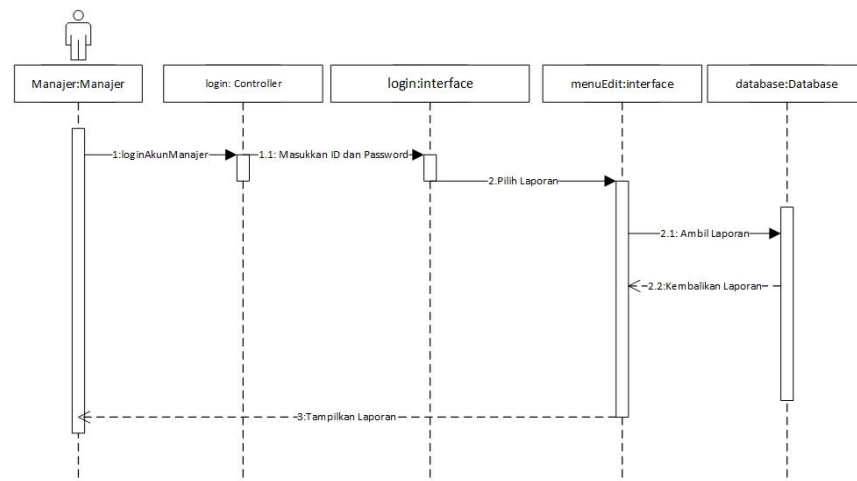 Manajer:Manajer
login: Controller
login:interface
menuEdit:interface
database:Database
1:loginAkunManajer
1.1: Masukkan ID dan Password
2.Pilih Laporan
2.1: Ambil Laporan
2.2:Kembalikan Laporan
3:Tampilkan Laporan